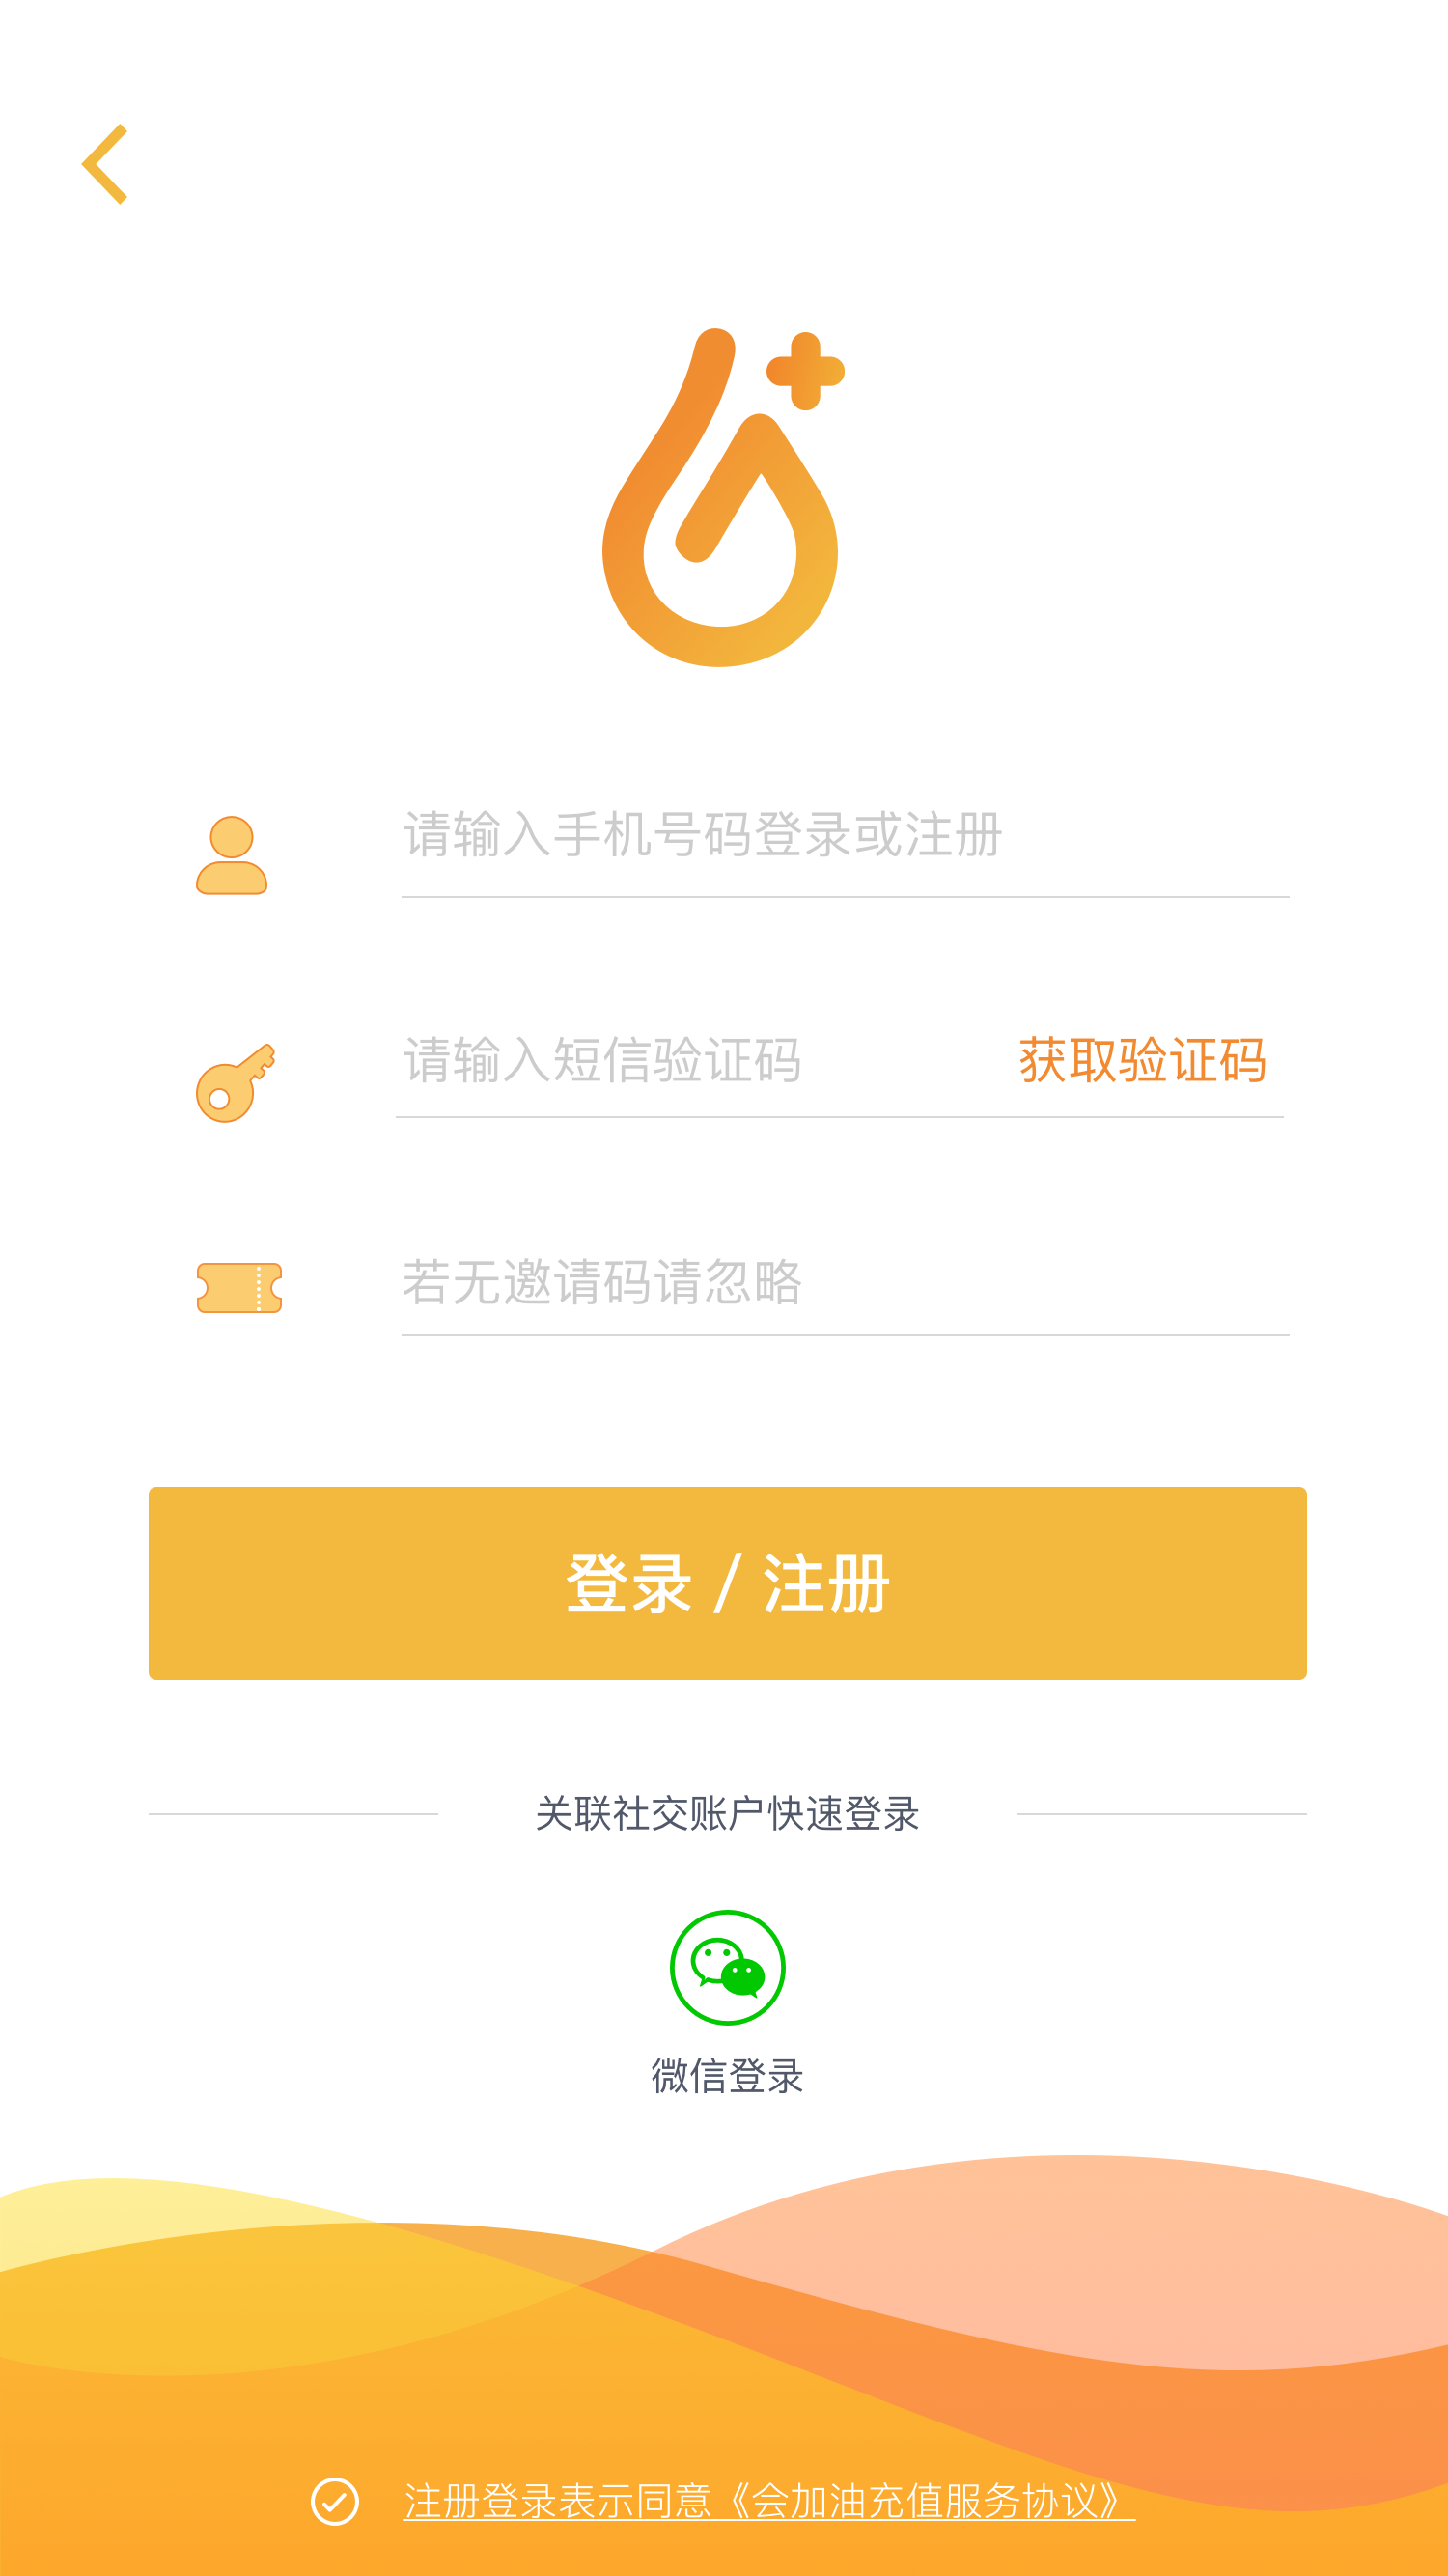 请输入手机号码登录或注册
请输入短信验证码 获取验证码
若无邀请码请忽略
登录 / 注册
关联社交账户快速登录
微信登录
注册登录表示同意《会加油充值服务协议》